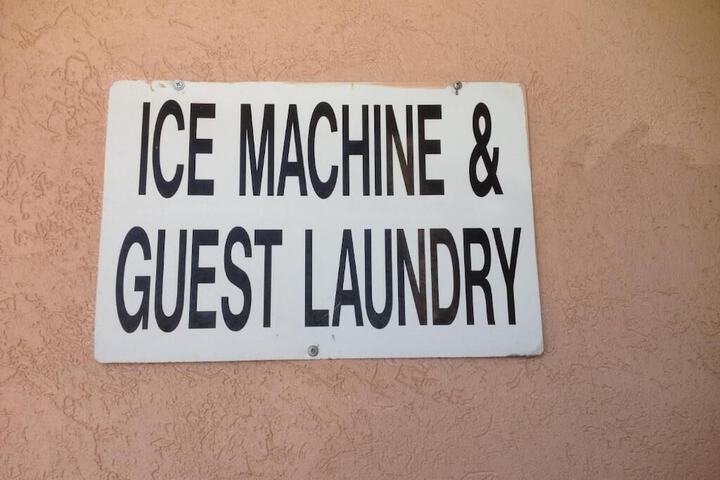 ICE MACHINE &
GUEST LAUNDRY